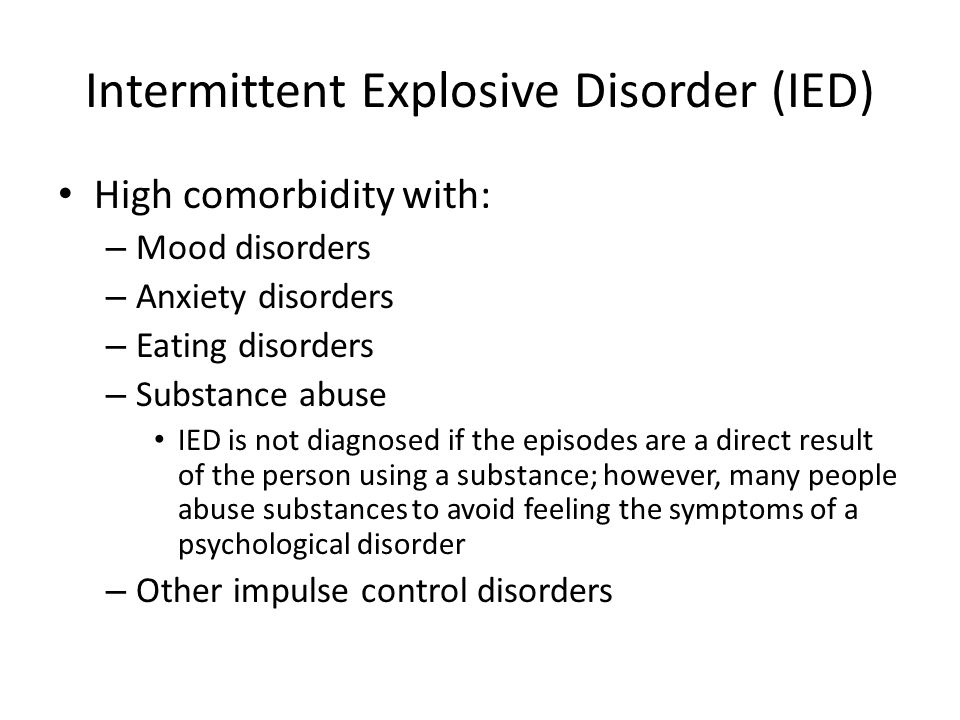 Intermittent Explosive Disorder (IED)
• High comorbidity with:
– Mood disorders
– Anxiety disorders
– Eating disorders
– Substance abuse
• IED is not diagnosed if the episodes are a direct result
of the person using a substance; however, many people
abuse substances to avoid feeling the symptoms of a
psychological disorder
– Other impulse control disorders